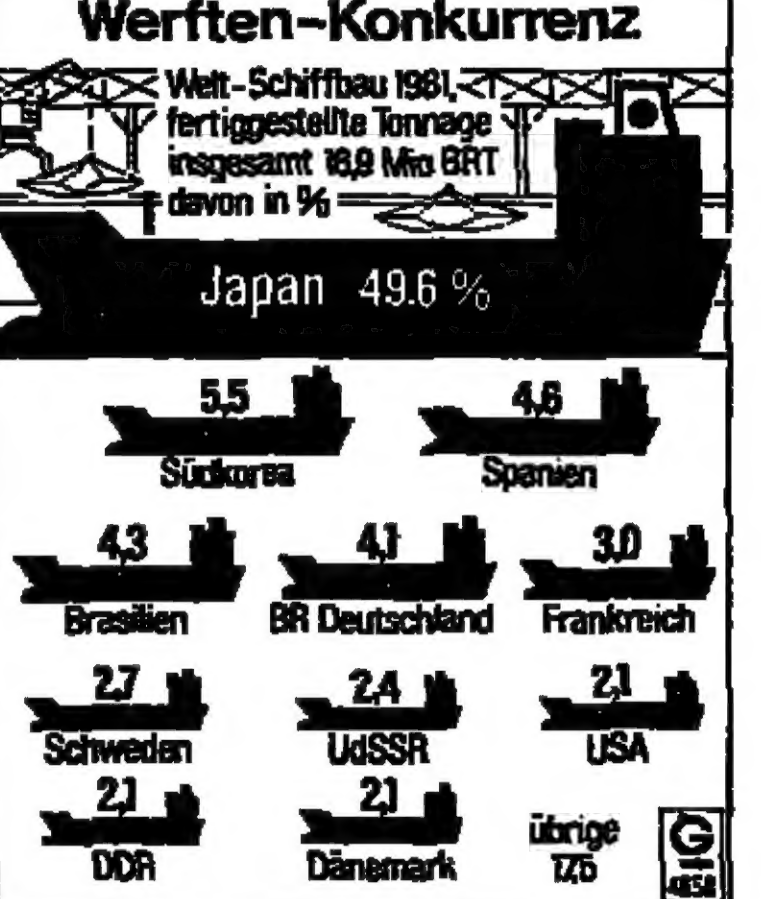 Werften-Konkurrenz
Welt-Schiffbau 1981,
fertiggestellte Tonnage
insgesamt 16,9 Mio BRT
davon in %
Japan 49.6 %
5,5
4,6
Südkorea
Spanien
4,3
4,1
3,0
Brasilien
BR Deutschland
Frankreich
2,7
2,4
2,1
Schweden
UdSSR
USA
2,1
2,1
übrige
17,5
DDR
Dänemark
G
4858